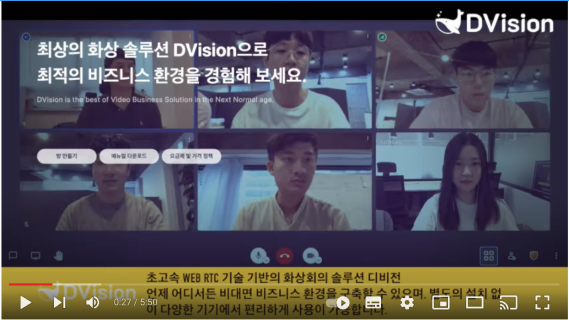 DVision
최상의 화상 솔루션 DVision으로
최적의 비즈니스 환경을 경험해 보세요.
DVision is the best of Video Business Solution in the Next Normal age.
방 만들기
매뉴얼 다운로드
요금제 및 가격 정책
초고속 WEB RTC 기술 기반의 화상회의 솔루션 디비전
언제 어디서든 비대면 비즈니스 환경을 구축할 수 있으며, 별도의 설치 없
이 다양한 기기에서 편리하게 사용이 가능합니다.
DVision
0:27 / 5:50